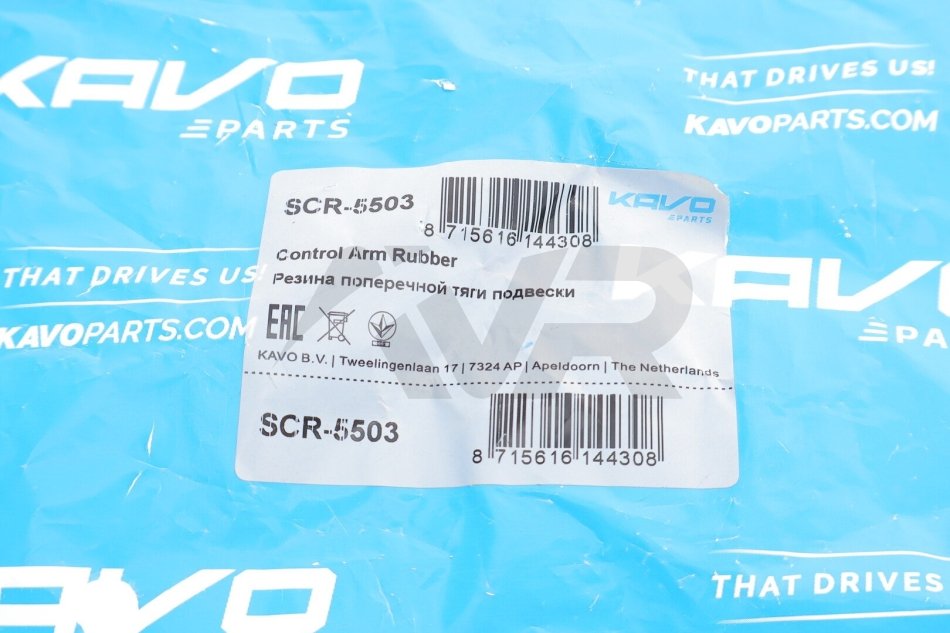 KAVO
PARTS
THAT DRIVES US!
KAVOPARTS.COM
SCR-5503
8 715616 144308
KAVO
PARTS
Control Arm Rubber
Резина поперечной тяги подвески
EAC
KAVO B.V. | Tweelingenlaan 17 | 7324 AP | Apeldoorn | The Netherlands
SCR-5503
8 715616 144308
THAT DRIVES US!
KAVOPARTS.COM
KAVO
PARTS
KVR
KAVO
THAT DRIVES